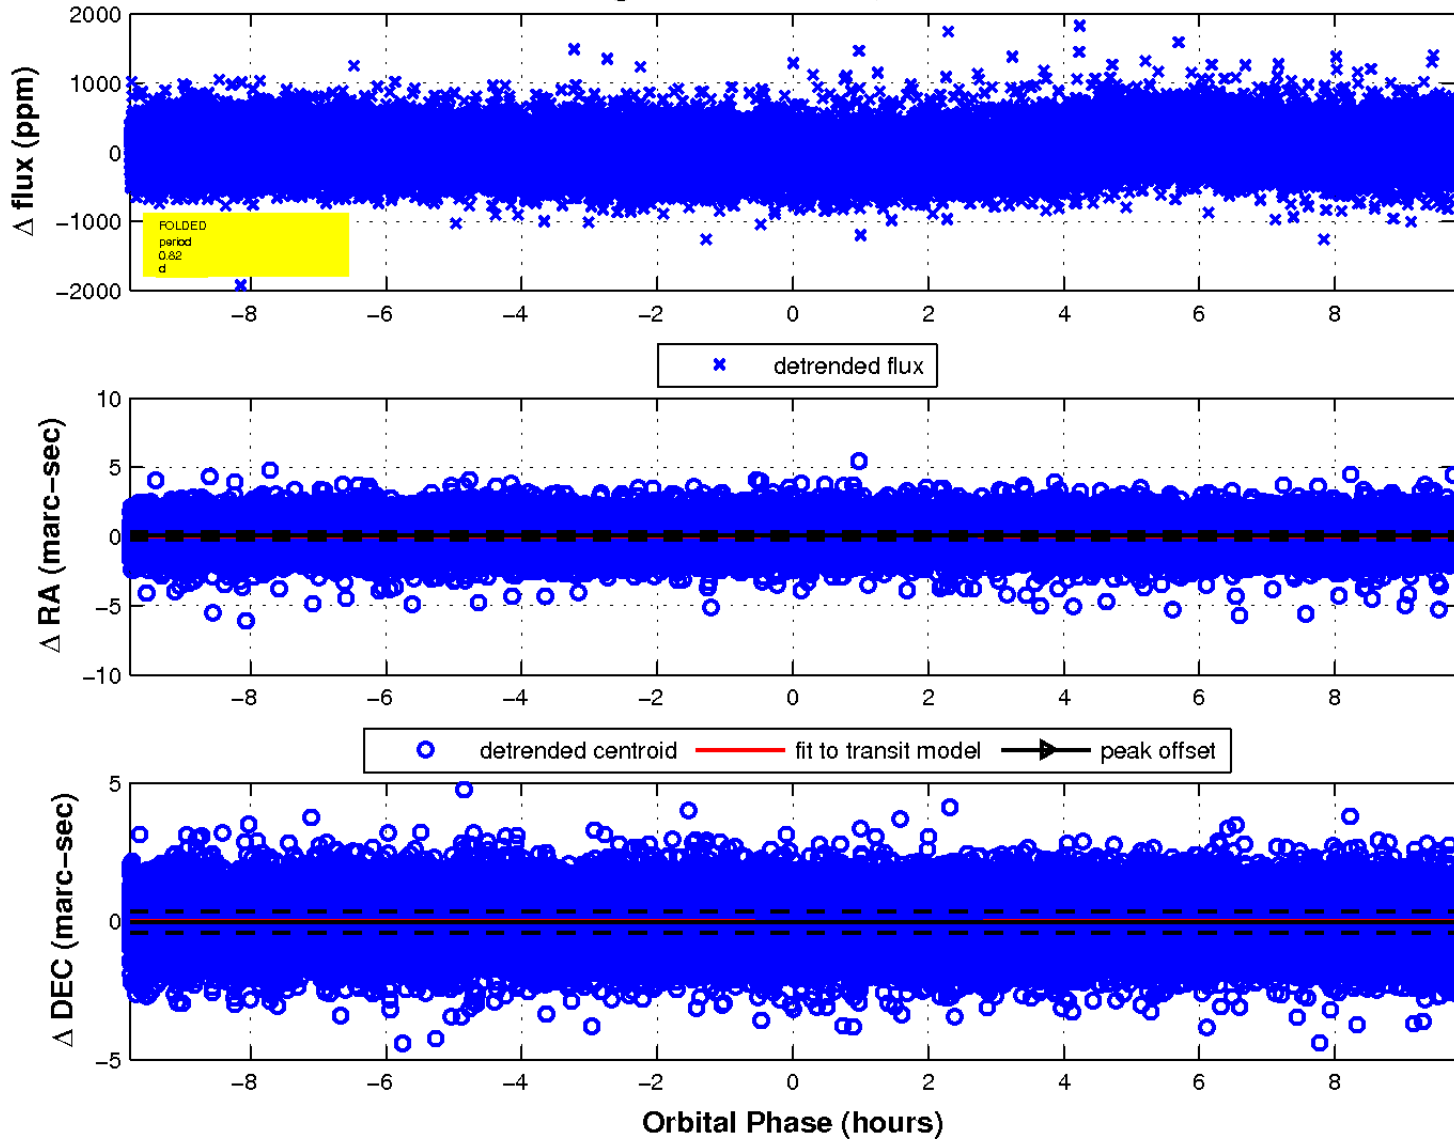 2000
1000
0
−1000
−2000
Δ flux (ppm)
FOLDED
period
0.82
d
−8 −6 −4 −2 0 2 4 6 8
detrended flux
10
5
0
−5
−10
Δ RA (marc−sec)
−8 −6 −4 −2 0 2 4 6 8
detrended centroid fit to transit model peak offset
5
0
−5
Δ DEC (marc−sec)
−8 −6 −4 −2 0 2 4 6 8
Orbital Phase (hours)